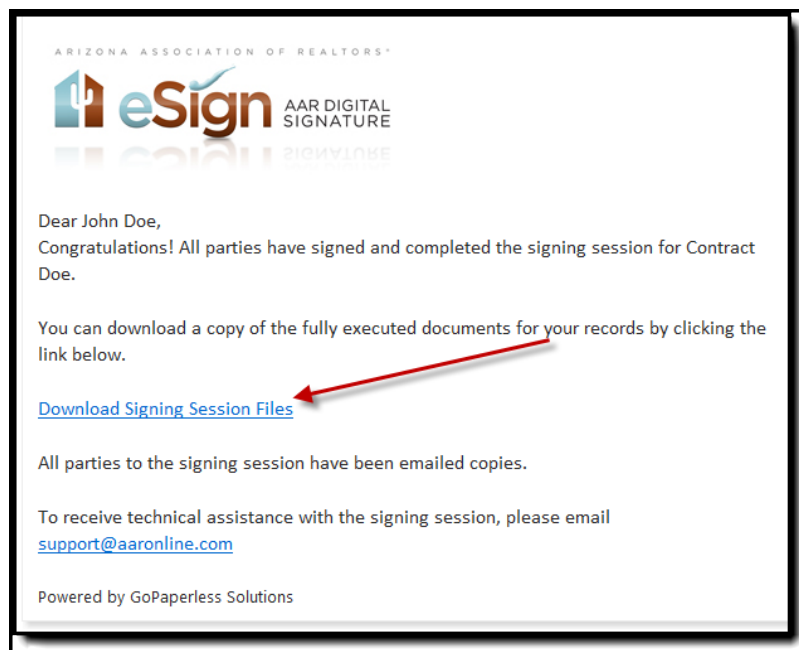 ARIZONA ASSOCIATION OF REALTORS®
eSign AAR DIGITAL
SIGNATURE
Dear John Doe,
Congratulations! All parties have signed and completed the signing session for Contract
Doe.
You can download a copy of the fully executed documents for your records by clicking the
link below.
Download Signing Session Files
All parties to the signing session have been emailed copies.
To receive technical assistance with the signing session, please email
support@aaronline.com
Powered by GoPaperless Solutions